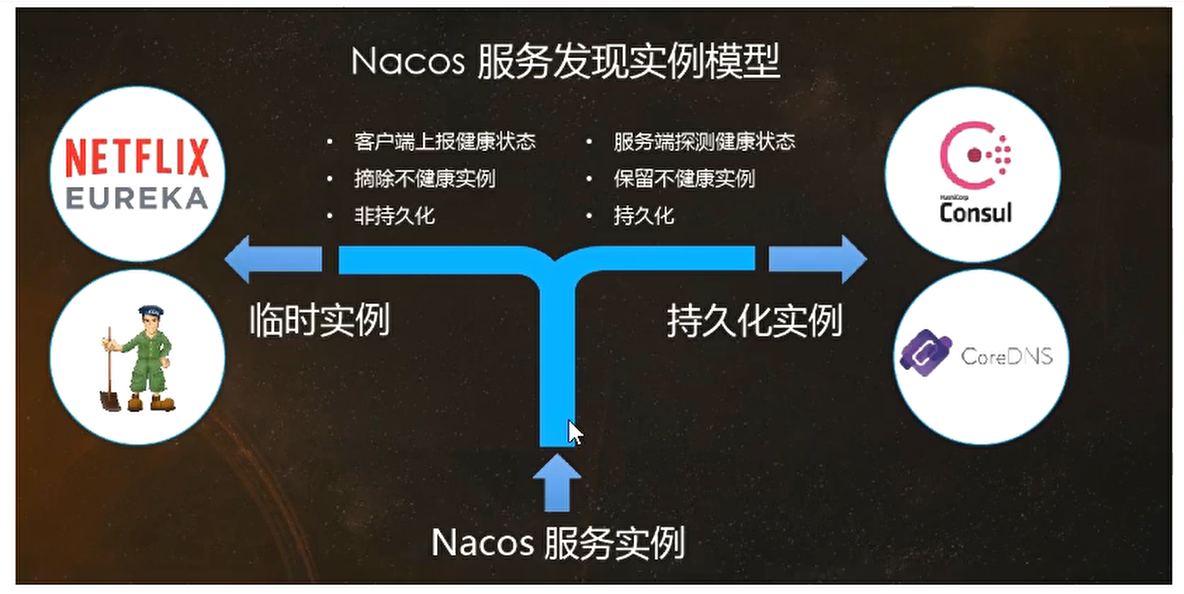 Nacos 服务发现实例模型
NETFLIX
EUREKA
• 客户端上报健康状态
• 摘除不健康实例
• 非持久化
• 服务端探测健康状态
• 保留不健康实例
• 持久化
HashiCorp
Consul
临时实例
持久化实例
CoreDNS
Nacos 服务实例